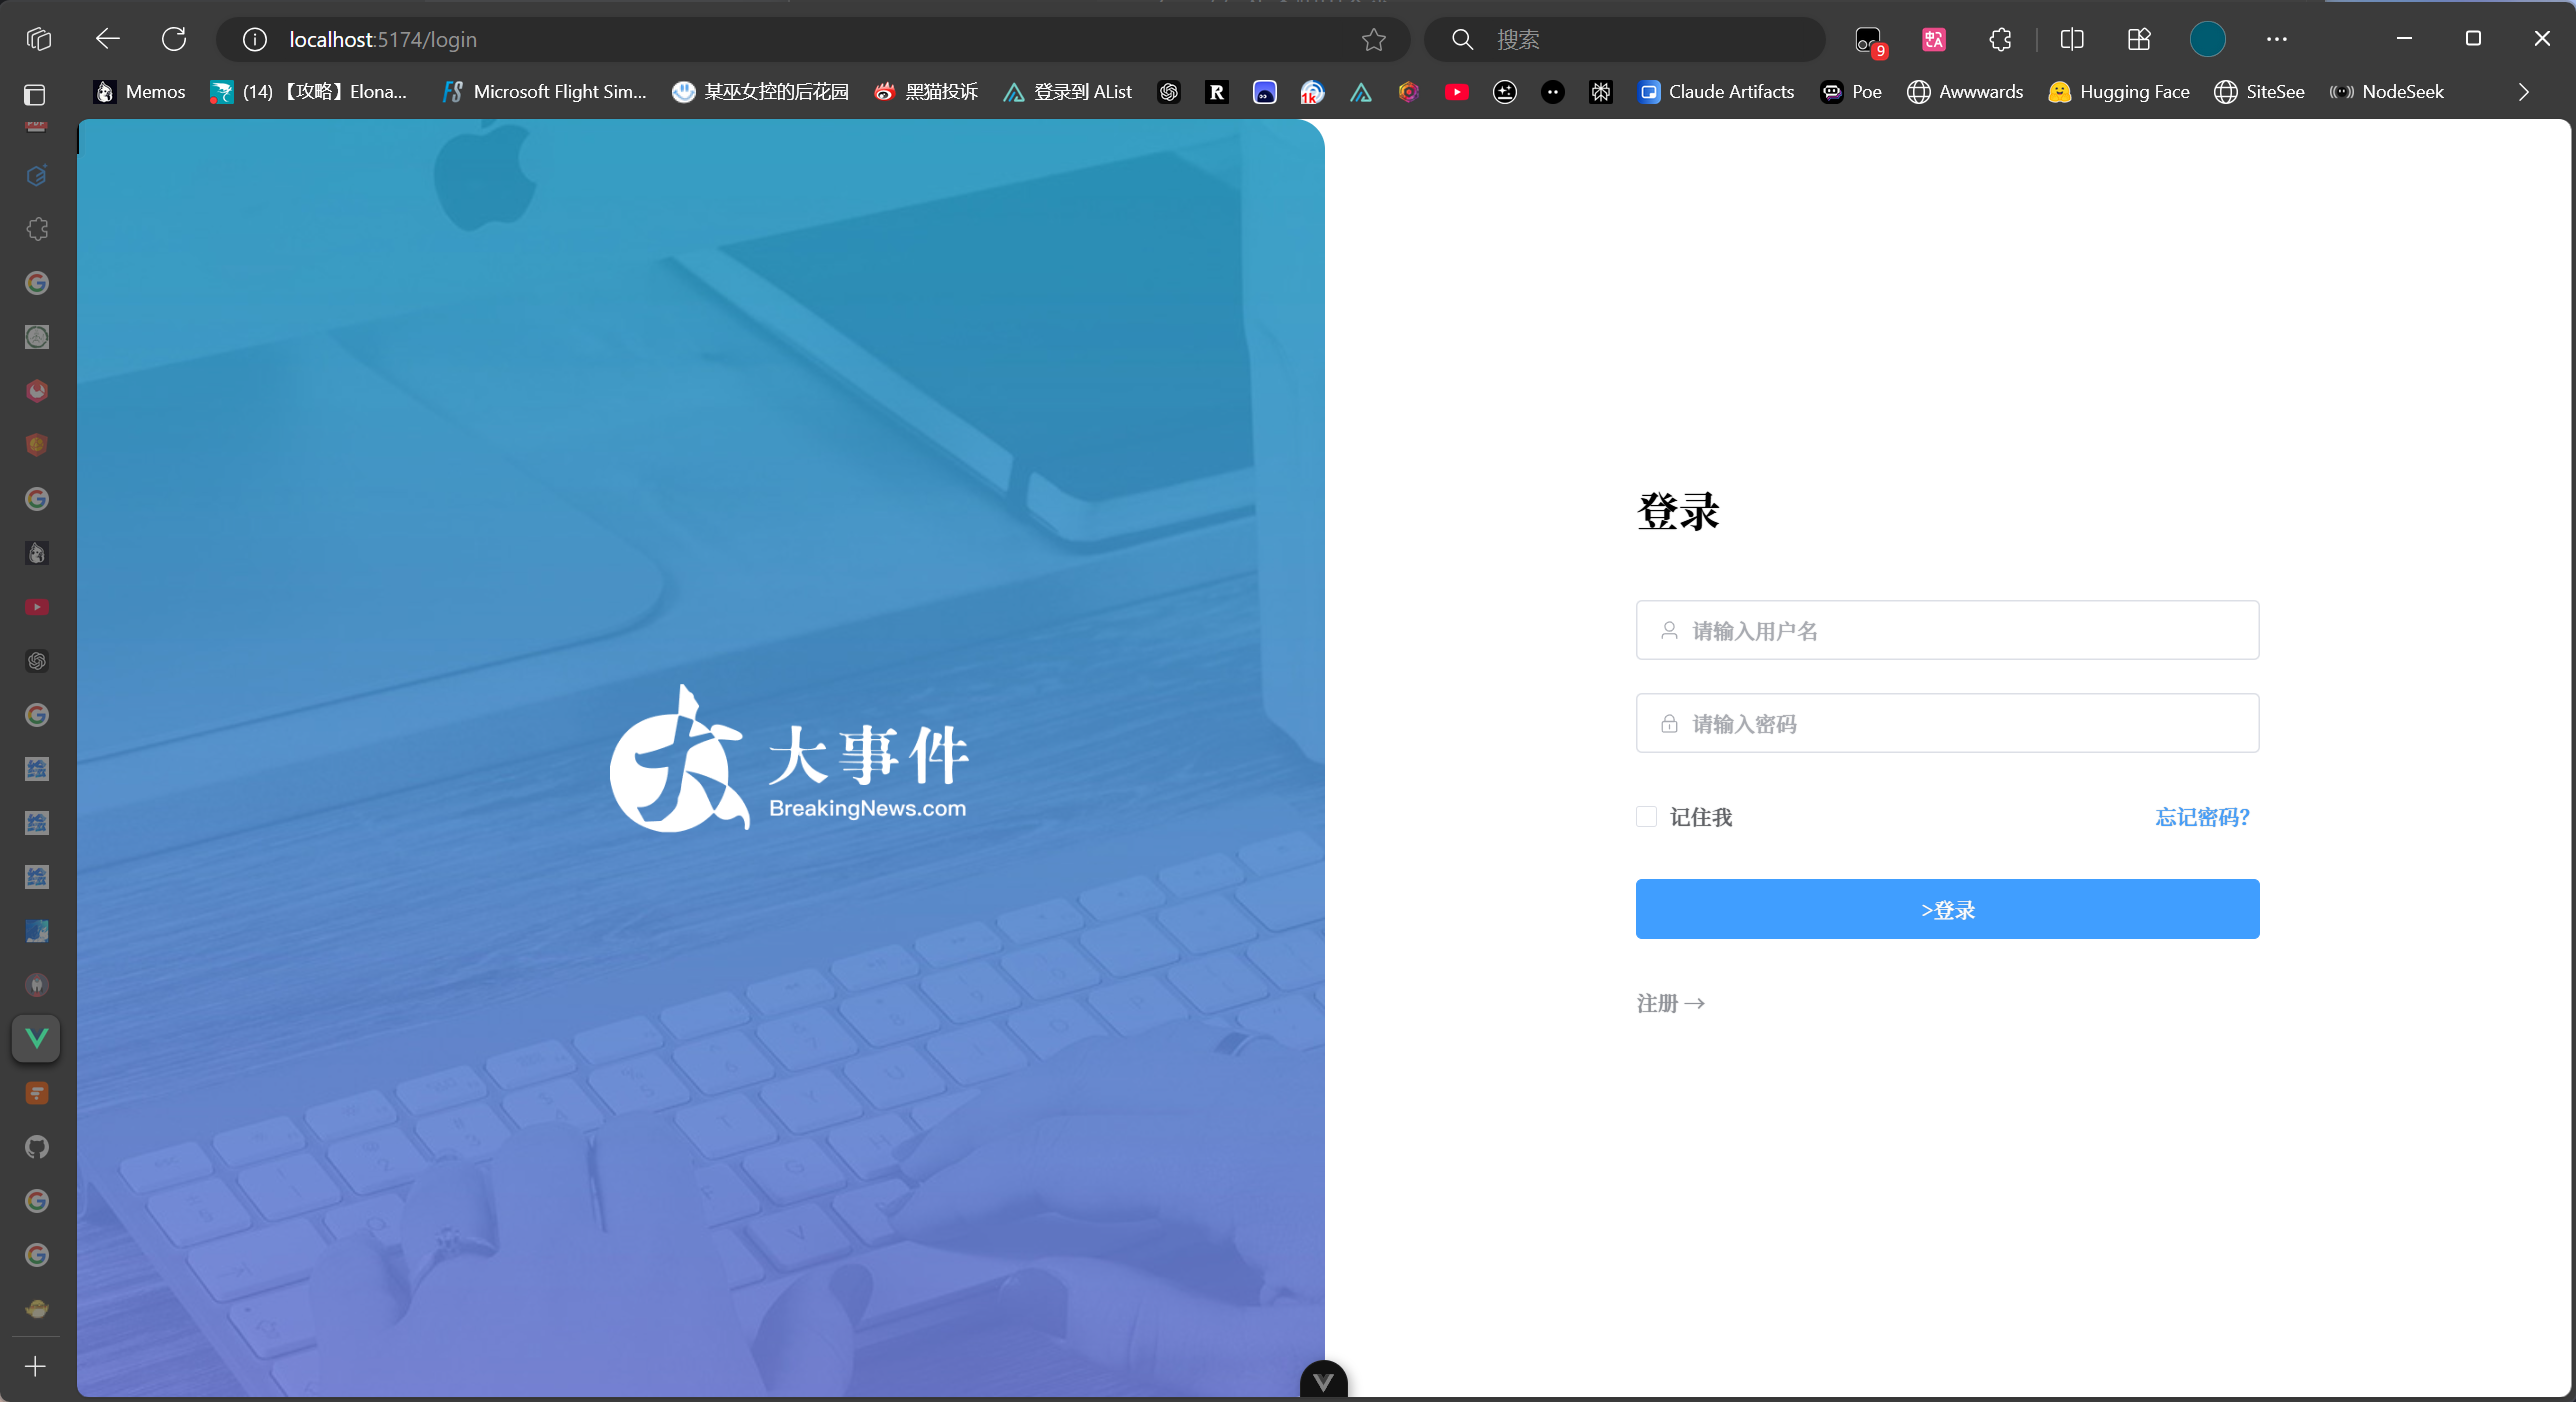 localhost:5174/login
搜索
9
Memos
(14) 【攻略】Elona...
Microsoft Flight Sim...
某巫女控的后花园
黑猫投诉
登录到 AList
1k
Claude Artifacts
Poe
Awwwards
Hugging Face
SiteSee
NodeSeek
大事件
BreakingNews.com
登录
请输入用户名
请输入密码
记住我
忘记密码?
>登录
注册 →